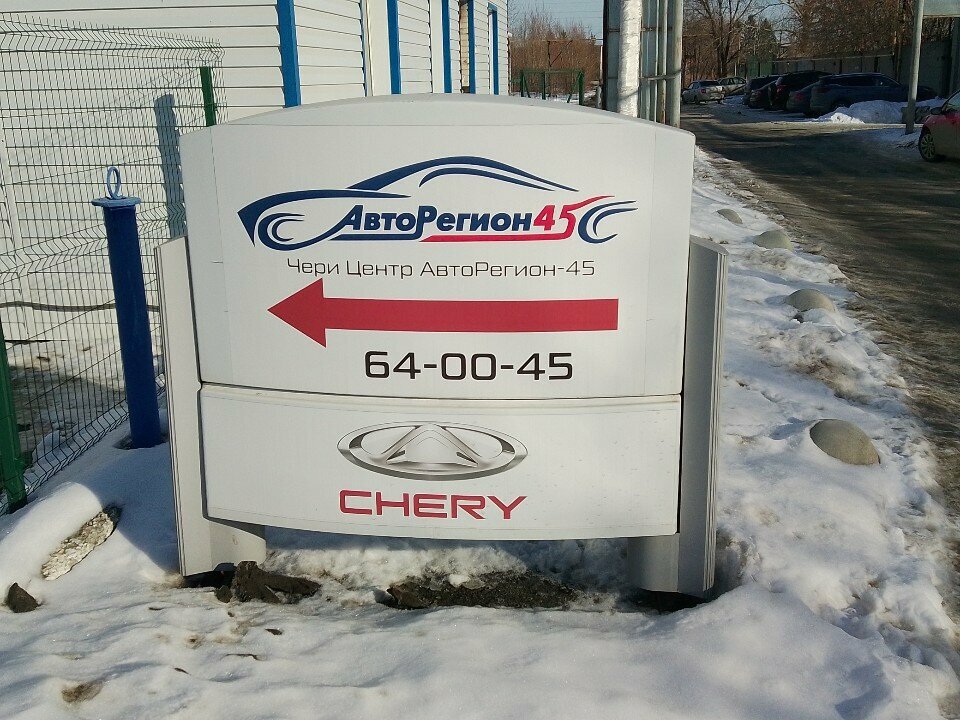 АвтоРегион45
Чери Центр АвтоРегион-45
64-00-45
CHERY